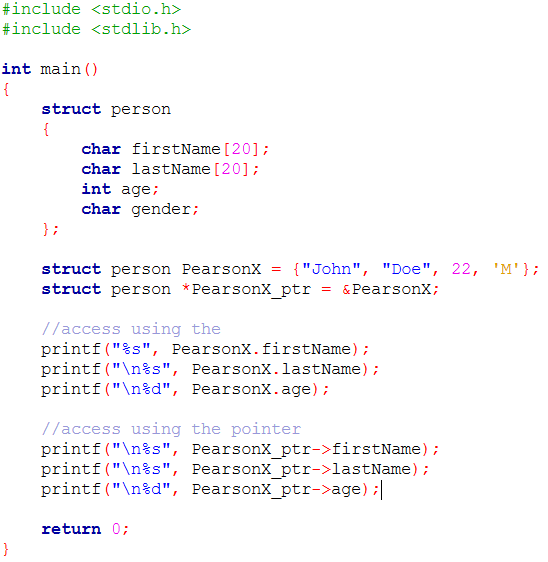 #include <stdio.h>
#include <stdlib.h>

int main()
{
    struct person
    {
        char firstName[20];
        char lastName[20];
        int age;
        char gender;
    };

    struct person PearsonX = {"John", "Doe", 22, 'M'};
    struct person *PearsonX_ptr = &PearsonX;

    //access using the
    printf("%s", PearsonX.firstName);
    printf("\n%s", PearsonX.lastName);
    printf("\n%d", PearsonX.age);

    //access using the pointer
    printf("\n%s", PearsonX_ptr->firstName);
    printf("\n%s", PearsonX_ptr->lastName);
    printf("\n%d", PearsonX_ptr->age);

    return 0;
}